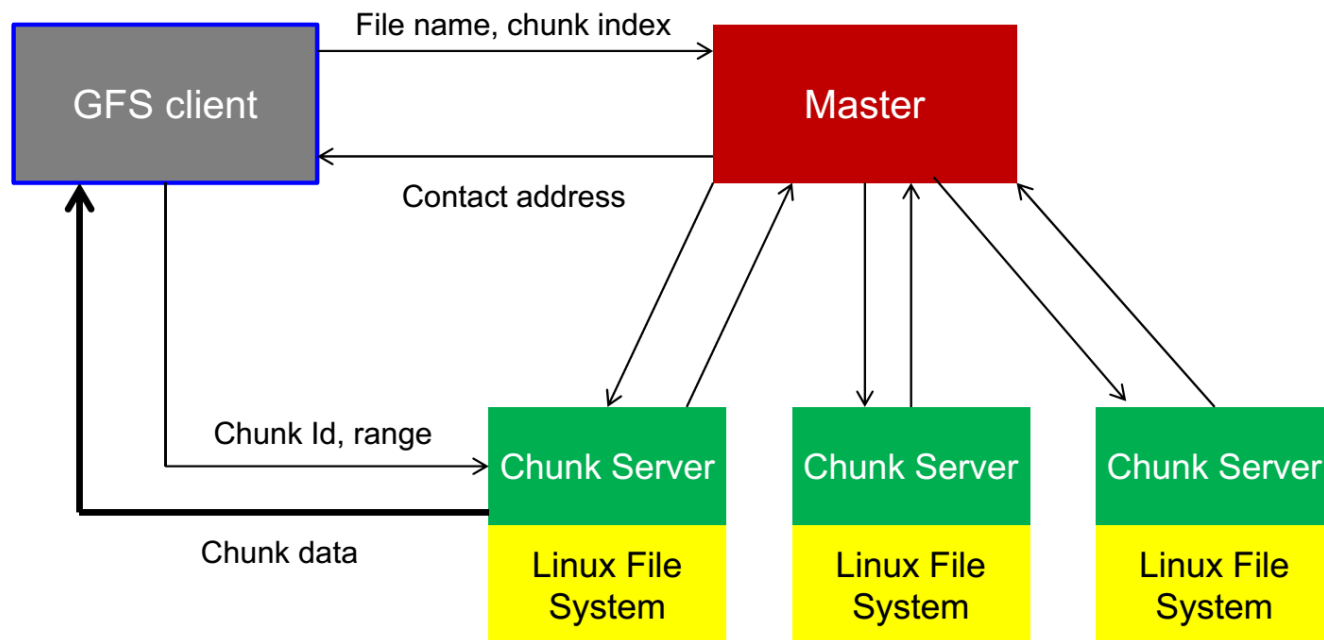 File name, chunk index
GFS client
Master
Contact address
Chunk Id, range
Chunk Server
Chunk Server
Chunk Server
Chunk data
Linux File
System
Linux File
System
Linux File
System